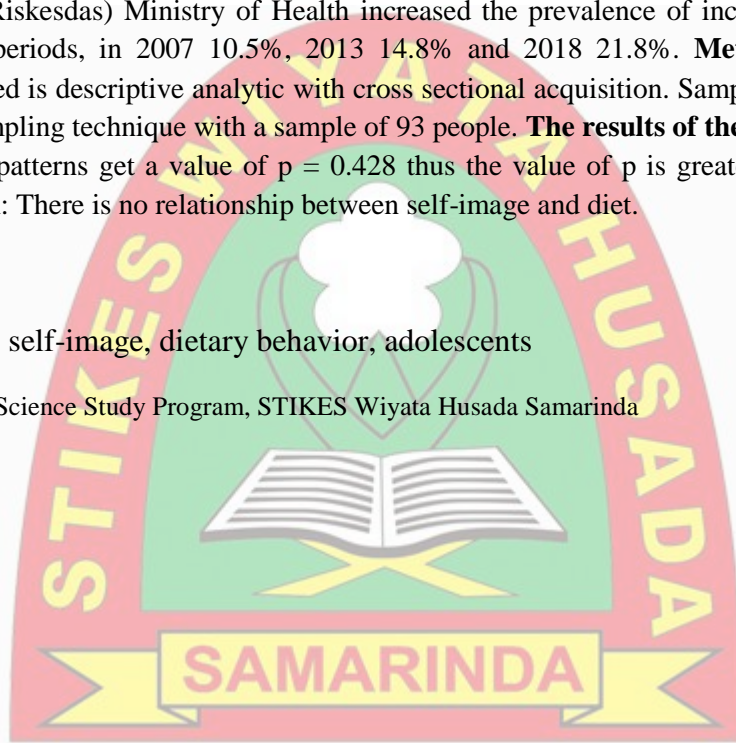 Riskesdas) Ministry of Health increased the prevalence of inc
periods, in 2007 10.5%, 2013 14.8% and 2018 21.8%. Me
ed is descriptive analytic with cross sectional acquisition. Samp
pling technique with a sample of 93 people. The results of the
patterns get a value of p = 0.428 thus the value of p is great
: There is no relationship between self-image and diet.
self-image, dietary behavior, adolescents
Science Study Program, STIKES Wiyata Husada Samarinda
STIKES WIYATA HUSADA
SAMARINDA